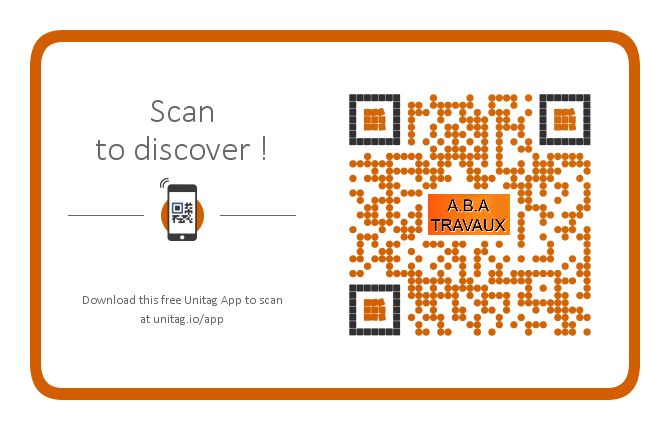 Scan
to discover !
Download this free Unitag App to scan
at unitag.io/app
A.B.A
TRAVAUX